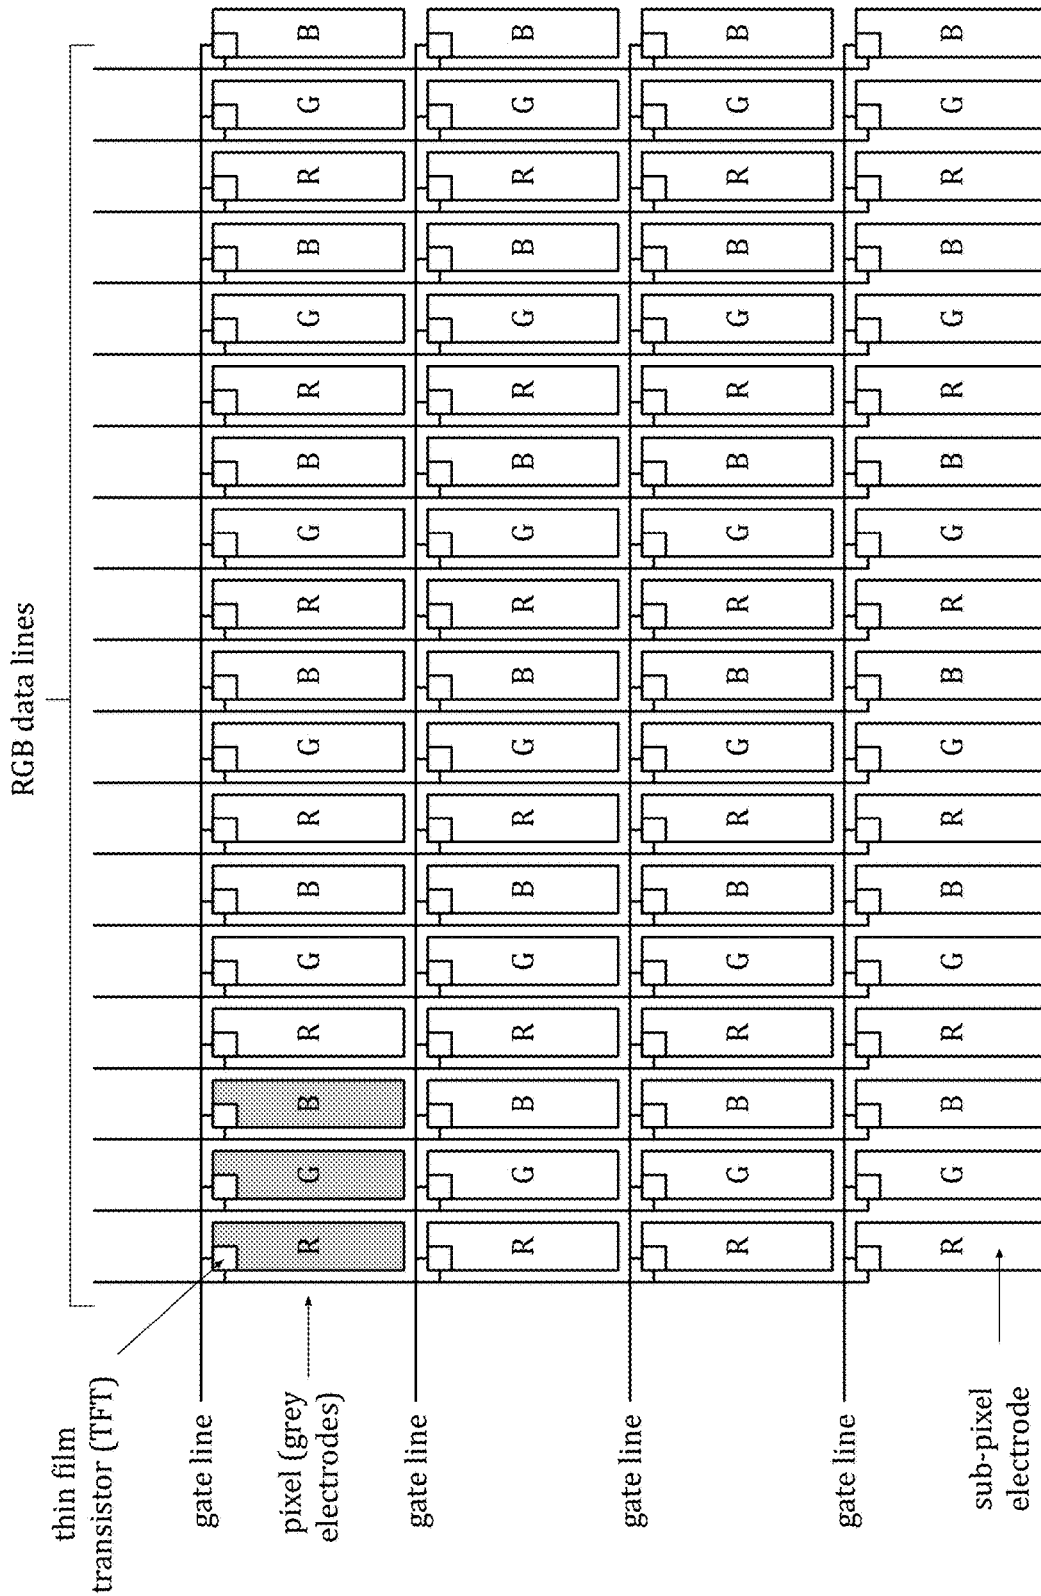 RGB data lines
thin film
transistor (TFT)
gate line
R G B R G B R G B R G B R G B R G B
pixel (grey
electrodes)
gate line
R G B R G B R G B R G B R G B R G B
gate line
R G B R G B R G B R G B R G B R G B
gate line
R G B R G B R G B R G B R G B R G B
sub-pixel
electrode